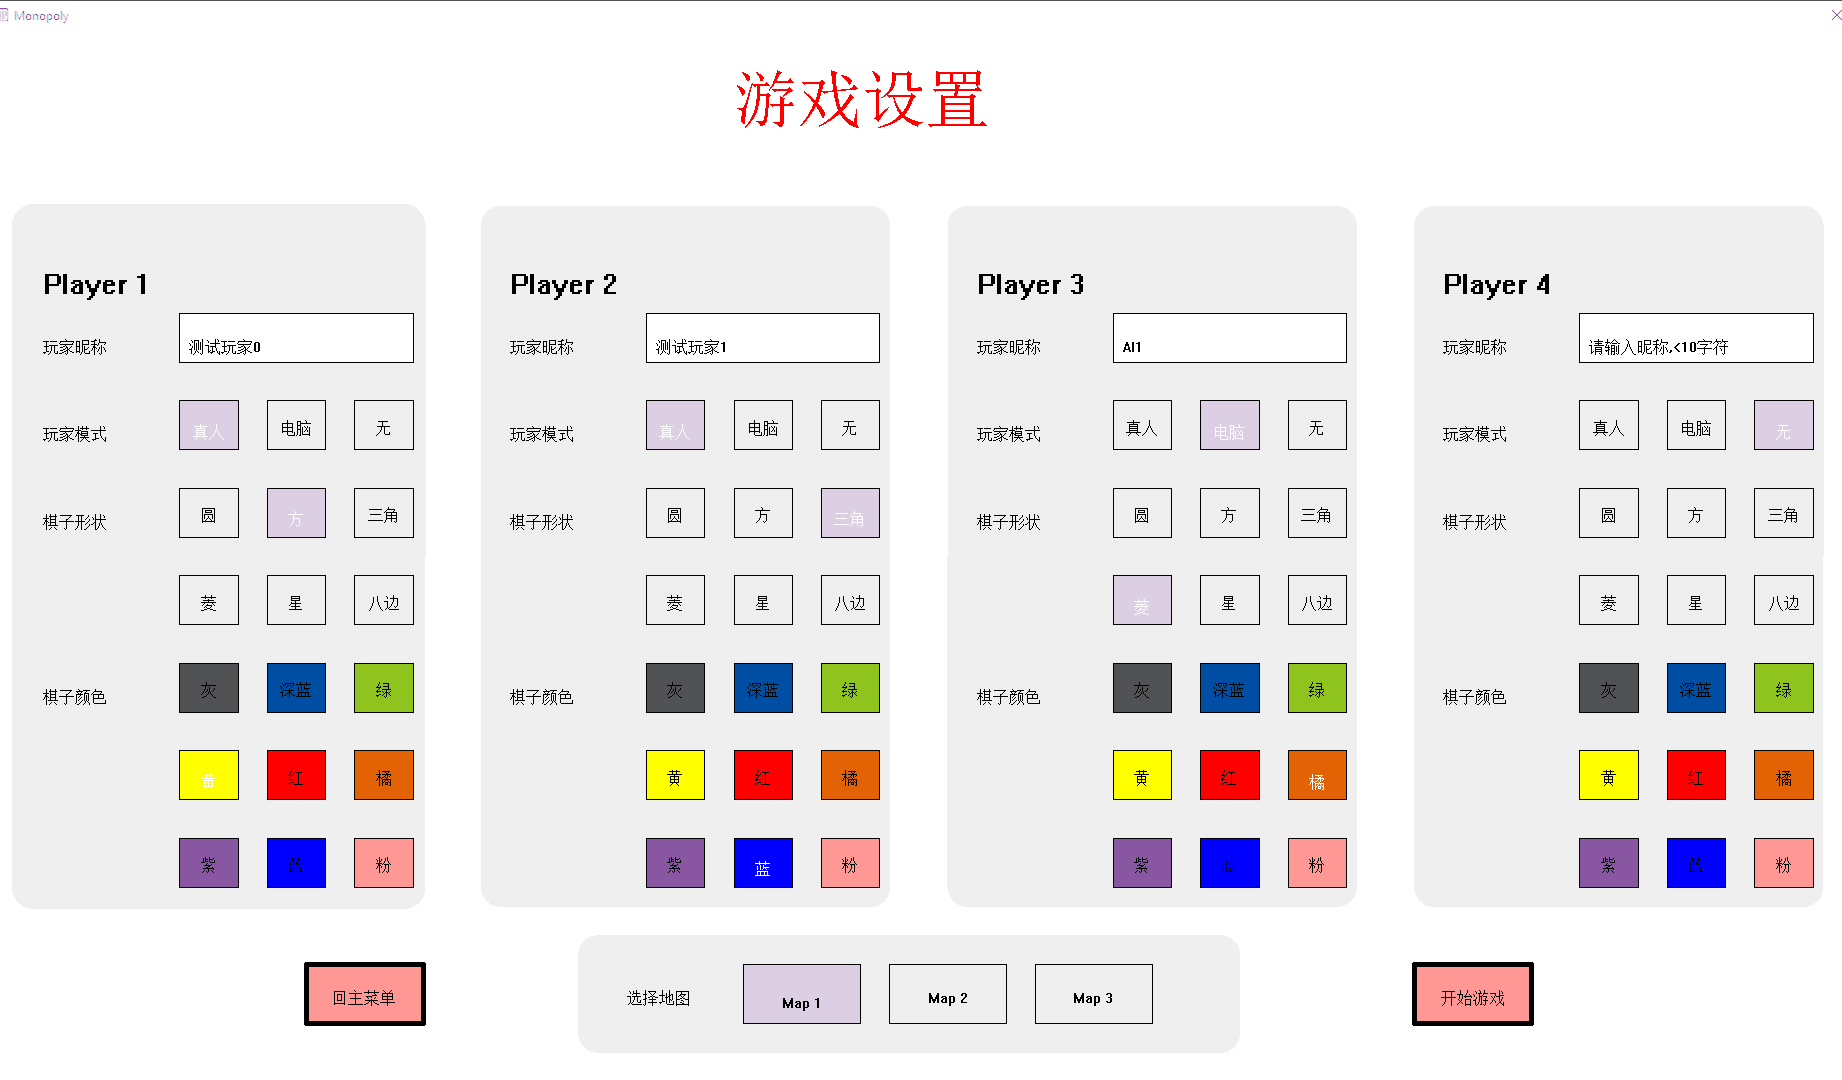 Monopoly
游戏设置
Player 1
玩家昵称
测试玩家0
玩家模式
真人 电脑 无
棋子形状
圆 方 三角
菱 星 八边
棋子颜色
灰 深蓝 绿
黄 红 橘
紫 蓝 粉
Player 2
玩家昵称
测试玩家1
玩家模式
真人 电脑 无
棋子形状
圆 方 三角
菱 星 八边
棋子颜色
灰 深蓝 绿
黄 红 橘
紫 蓝 粉
Player 3
玩家昵称
AI1
玩家模式
真人 电脑 无
棋子形状
圆 方 三角
菱 星 八边
棋子颜色
灰 深蓝 绿
黄 红 橘
紫 蓝 粉
Player 4
玩家昵称
请输入昵称,<10字符
玩家模式
真人 电脑 无
棋子形状
圆 方 三角
菱 星 八边
棋子颜色
灰 深蓝 绿
黄 红 橘
紫 蓝 粉
回主菜单
选择地图
Map 1 Map 2 Map 3
开始游戏